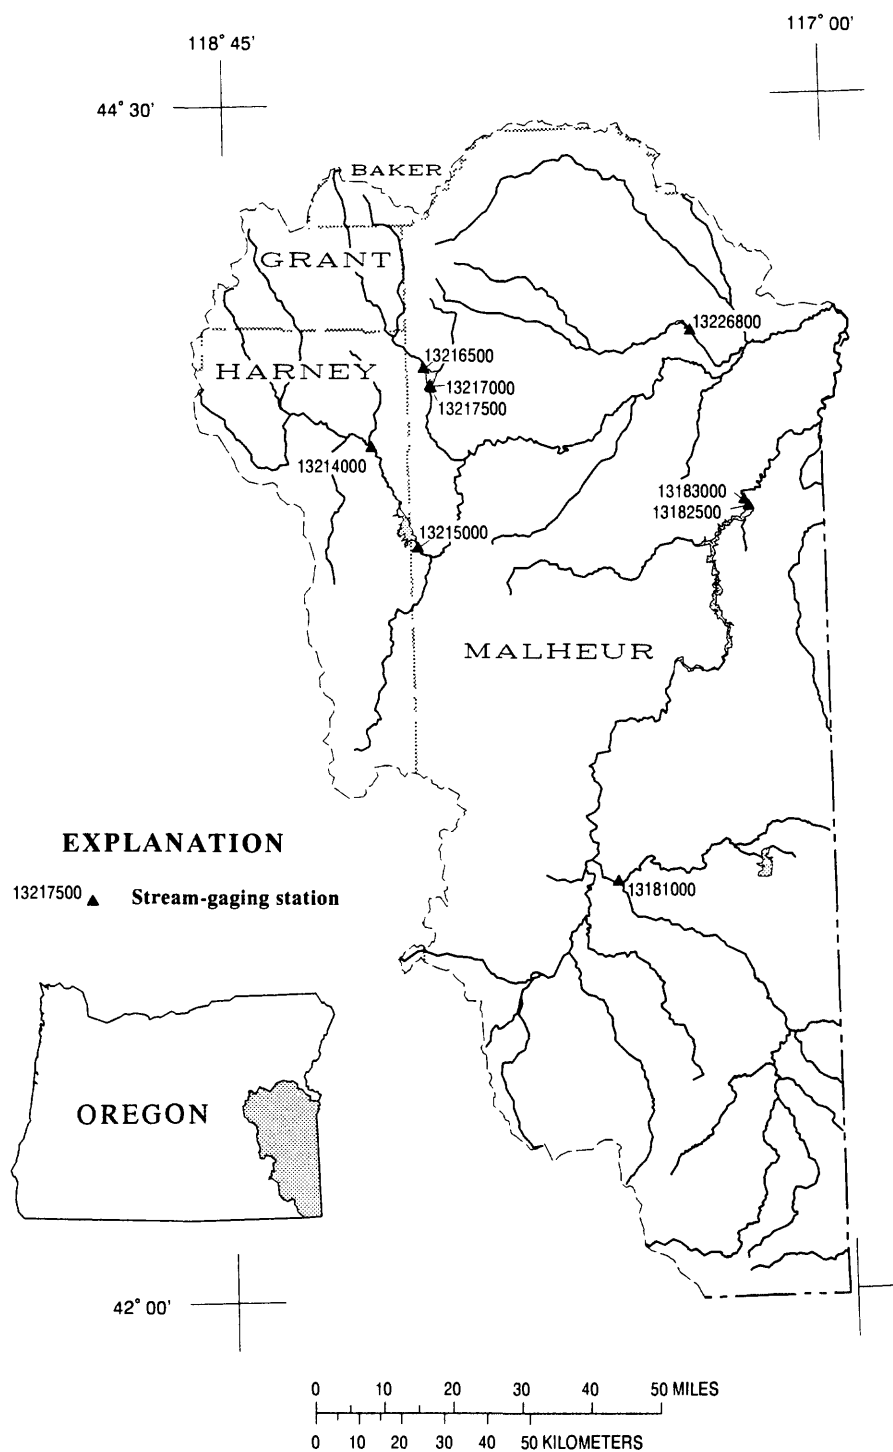 117° 00'
118° 45'
44° 30'
BAKER
GRANT
13226800
13216500
HARNEY
13217000
13217500
13214000
13183000
13182500
13215000
MALHEUR
EXPLANATION
13217500 Stream-gaging station
13181000
OREGON
42° 00'
0 10 20 30 40 50 MILES
0 10 20 30 40 50 KILOMETERS